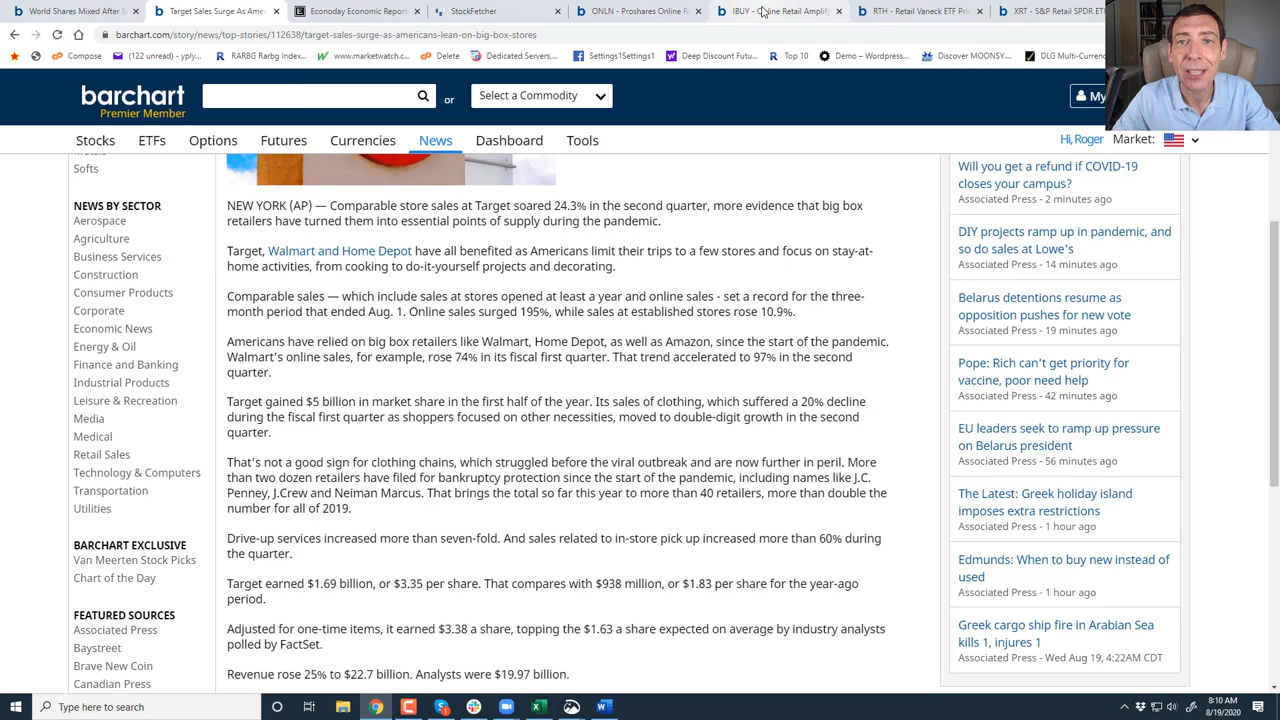 World Shares Mixed After S
Target Sales Surge as Ame
Econoday Economic Report
StockFetcher
ONLN - Proshares Online R
IBUY - Online Retail Amplify
RTH - Retail Vaneck ETF Pric
XRT - S&P Retail SPDR ETF
barchart.com/story/news/top-stories/112638/target-sales-surge-as-americans-lean-on-big-box-stores
Compose
(122 unread) - yply...
RARBG Rarbg Index...
www.marketwatch.c...
Delete
Dedicated Servers,...
Settings1Settings1
Deep Discount Futu...
Top 10
Demo – Wordpress...
Discover MOONSY...
DLG Multi-Curren
barchart
Premier Member
or
Select a Commodity
My
Stocks
ETFs
Options
Futures
Currencies
News
Dashboard
Tools
Hi, Roger
Market:
Softs
NEWS BY SECTOR
Aerospace
Agriculture
Business Services
Construction
Consumer Products
Corporate
Economic News
Energy & Oil
Finance and Banking
Industrial Products
Leisure & Recreation
Media
Medical
Retail Sales
Technology & Computers
Transportation
Utilities
BARCHART EXCLUSIVE
Van Meerten Stock Picks
Chart of the Day
FEATURED SOURCES
Associated Press
Baystreet
Brave New Coin
Canadian Press
NEW YORK (AP) — Comparable store sales at Target soared 24.3% in the second quarter, more evidence that big box
retailers have turned them into essential points of supply during the pandemic.
Target, Walmart and Home Depot have all benefited as Americans limit their trips to a few stores and focus on stay-at-
home activities, from cooking to do-it-yourself projects and decorating.
Comparable sales — which include sales at stores opened at least a year and online sales - set a record for the three-
month period that ended Aug. 1. Online sales surged 195%, while sales at established stores rose 10.9%.
Americans have relied on big box retailers like Walmart, Home Depot, as well as Amazon, since the start of the pandemic.
Walmart's online sales, for example, rose 74% in its fiscal first quarter. That trend accelerated to 97% in the second
quarter.
Target gained $5 billion in market share in the first half of the year. Its sales of clothing, which suffered a 20% decline
during the fiscal first quarter as shoppers focused on other necessities, moved to double-digit growth in the second
quarter.
That's not a good sign for clothing chains, which struggled before the viral outbreak and are now further in peril. More
than two dozen retailers have filed for bankruptcy protection since the start of the pandemic, including names like J.C.
Penney, J.Crew and Neiman Marcus. That brings the total so far this year to more than 40 retailers, more than double the
number for all of 2019.
Drive-up services increased more than seven-fold. And sales related to in-store pick up increased more than 60% during
the quarter.
Target earned $1.69 billion, or $3.35 per share. That compares with $938 million, or $1.83 per share for the year-ago
period.
Adjusted for one-time items, it earned $3.38 a share, topping the $1.63 a share expected on average by industry analysts
polled by FactSet.
Revenue rose 25% to $22.7 billion. Analysts were $19.97 billion.
Will you get a refund if COVID-19
closes your campus?
Associated Press - 2 minutes ago
DIY projects ramp up in pandemic, and
so do sales at Lowe's
Associated Press - 14 minutes ago
Belarus detentions resume as
opposition pushes for new vote
Associated Press - 19 minutes ago
Pope: Rich can't get priority for
vaccine, poor need help
Associated Press - 42 minutes ago
EU leaders seek to ramp up pressure
on Belarus president
Associated Press - 56 minutes ago
The Latest: Greek holiday island
imposes extra restrictions
Associated Press - 1 hour ago
Edmunds: When to buy new instead of
used
Associated Press - 1 hour ago
Greek cargo ship fire in Arabian Sea
kills 1, injures 1
Associated Press - Wed Aug 19, 4:22AM CDT
Type here to search
8:10 AM
8/19/2020